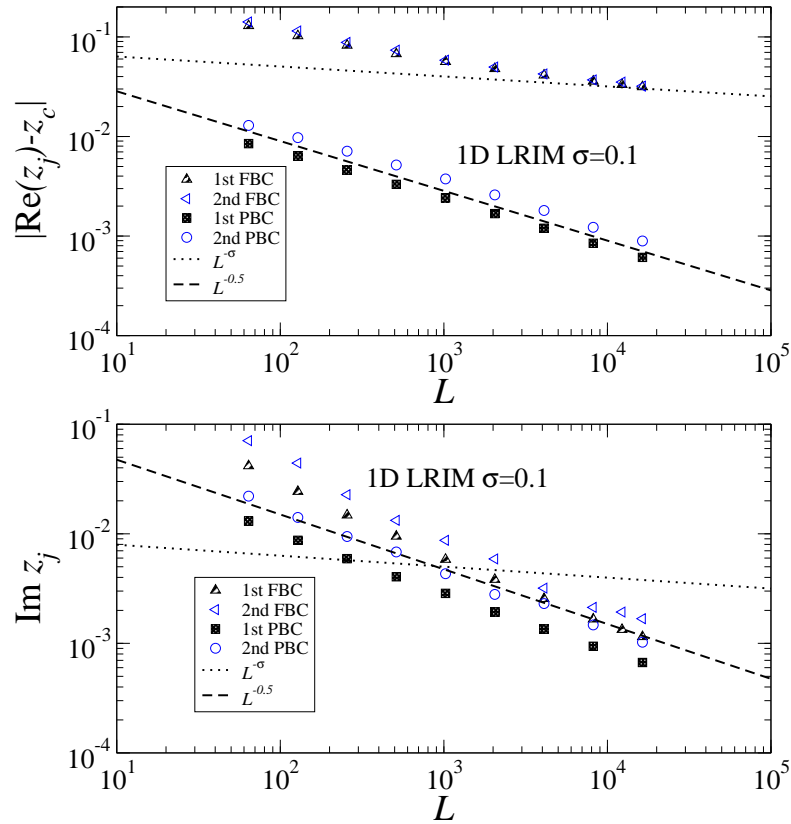 |Re(z_j)-z_c|
10^-1
10^-2
10^-3
10^-4
1D LRIM σ=0.1
1st FBC
2nd FBC
1st PBC
2nd PBC
L^-σ
L^-0.5
10^1 10^2 10^3 10^4 10^5
L
Im z_j
10^-1
10^-2
10^-3
10^-4
1D LRIM σ=0.1
1st FBC
2nd FBC
1st PBC
2nd PBC
L^-σ
L^-0.5
10^1 10^2 10^3 10^4 10^5
L